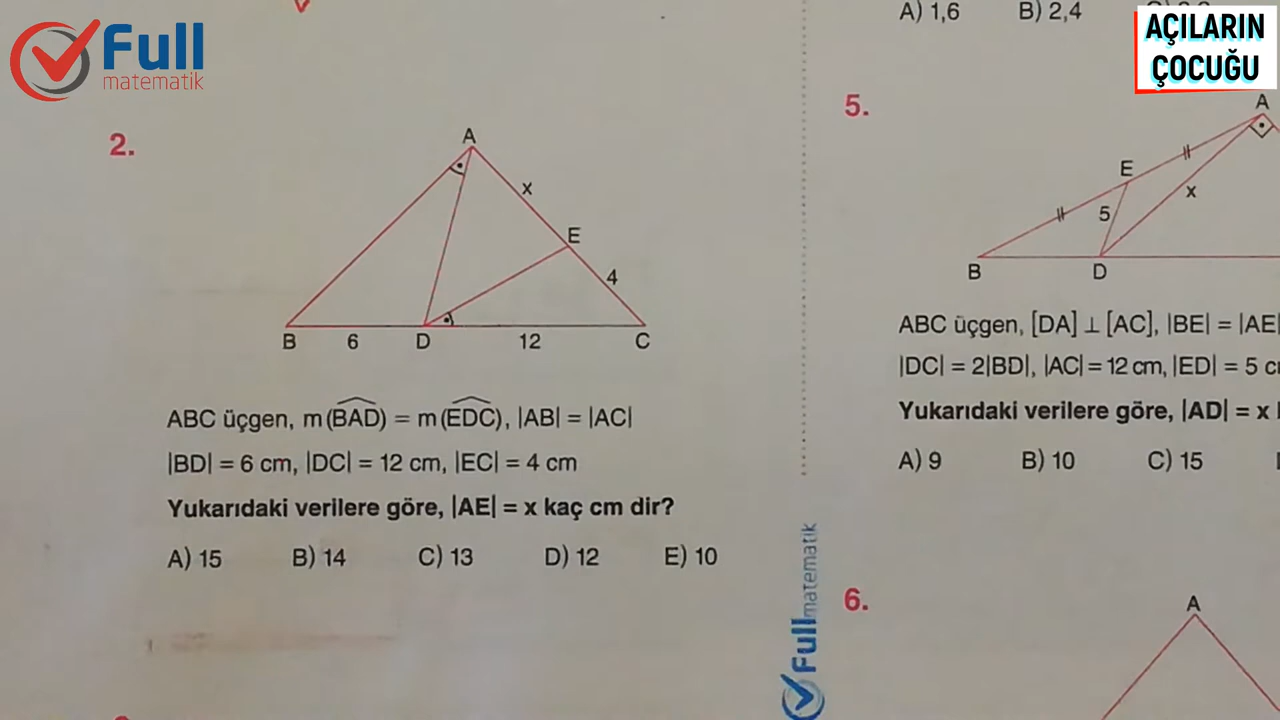 Full
matematik
AÇILARIN
ÇOCUĞU
2.
A
x
E
4
B 6 D 12 C
ABC üçgen, m(BAD) = m(EDC), |AB| = |AC|
|BD| = 6 cm, |DC| = 12 cm, |EC| = 4 cm
Yukarıdaki verilere göre, |AE| = x kaç cm dir?
A) 15 B) 14 C) 13 D) 12 E) 10
Full matematik
A) 1,6 B) 2,4
5.
A
E
5
x
B D
ABC üçgen, [DA] ⊥ [AC], |BE| = |AE|
|DC| = 2|BD|, |AC| = 12 cm, |ED| = 5
Yukarıdaki verilere göre, |AD| = x
A) 9 B) 10 C) 15
6.
A